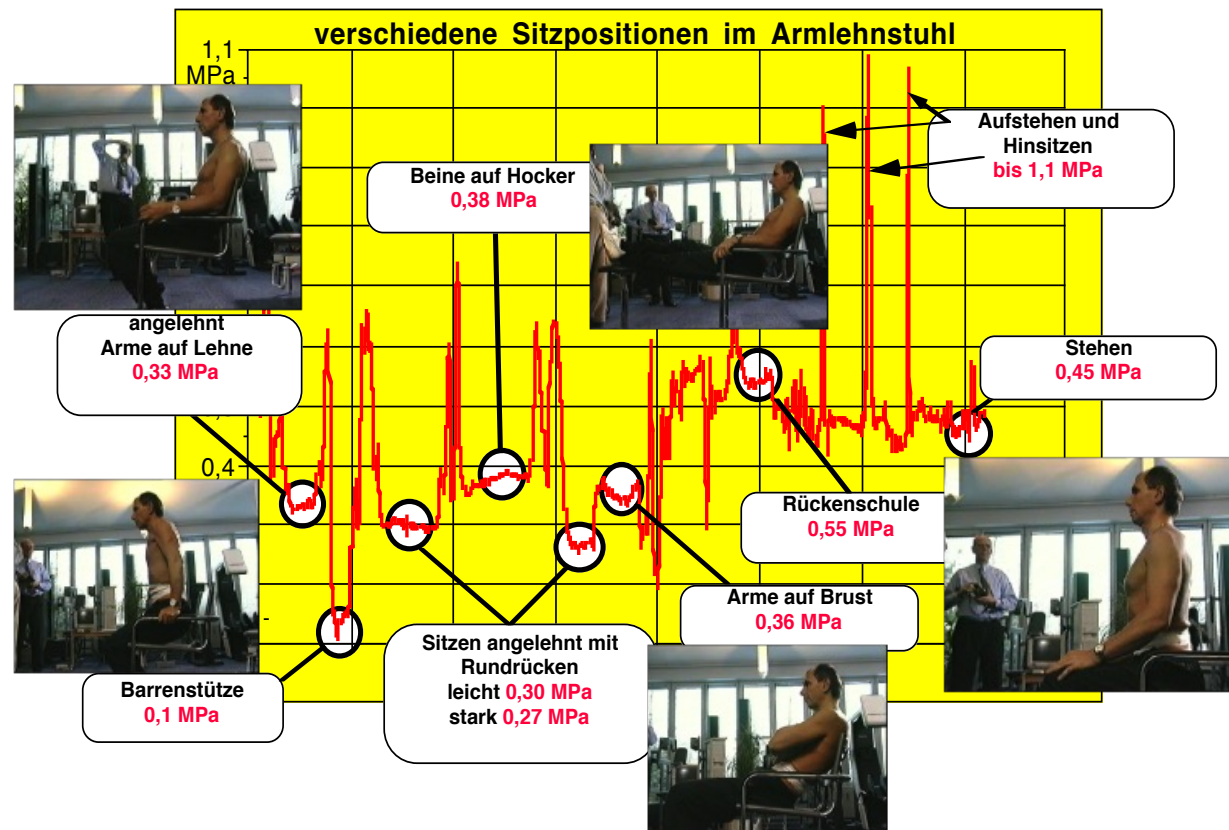 verschiedene Sitzpositionen im Armlehnstuhl
1,1
MPa
Aufstehen und
Hinsitzen
bis 1,1 MPa
Beine auf Hocker
0,38 MPa
angelehnt
Arme auf Lehne
0,33 MPa
Stehen
0,45 MPa
0,4
Rückenschule
0,55 MPa
Arme auf Brust
0,36 MPa
Sitzen angelehnt mit
Rundrücken
leicht 0,30 MPa
stark 0,27 MPa
Barrenstütze
0,1 MPa